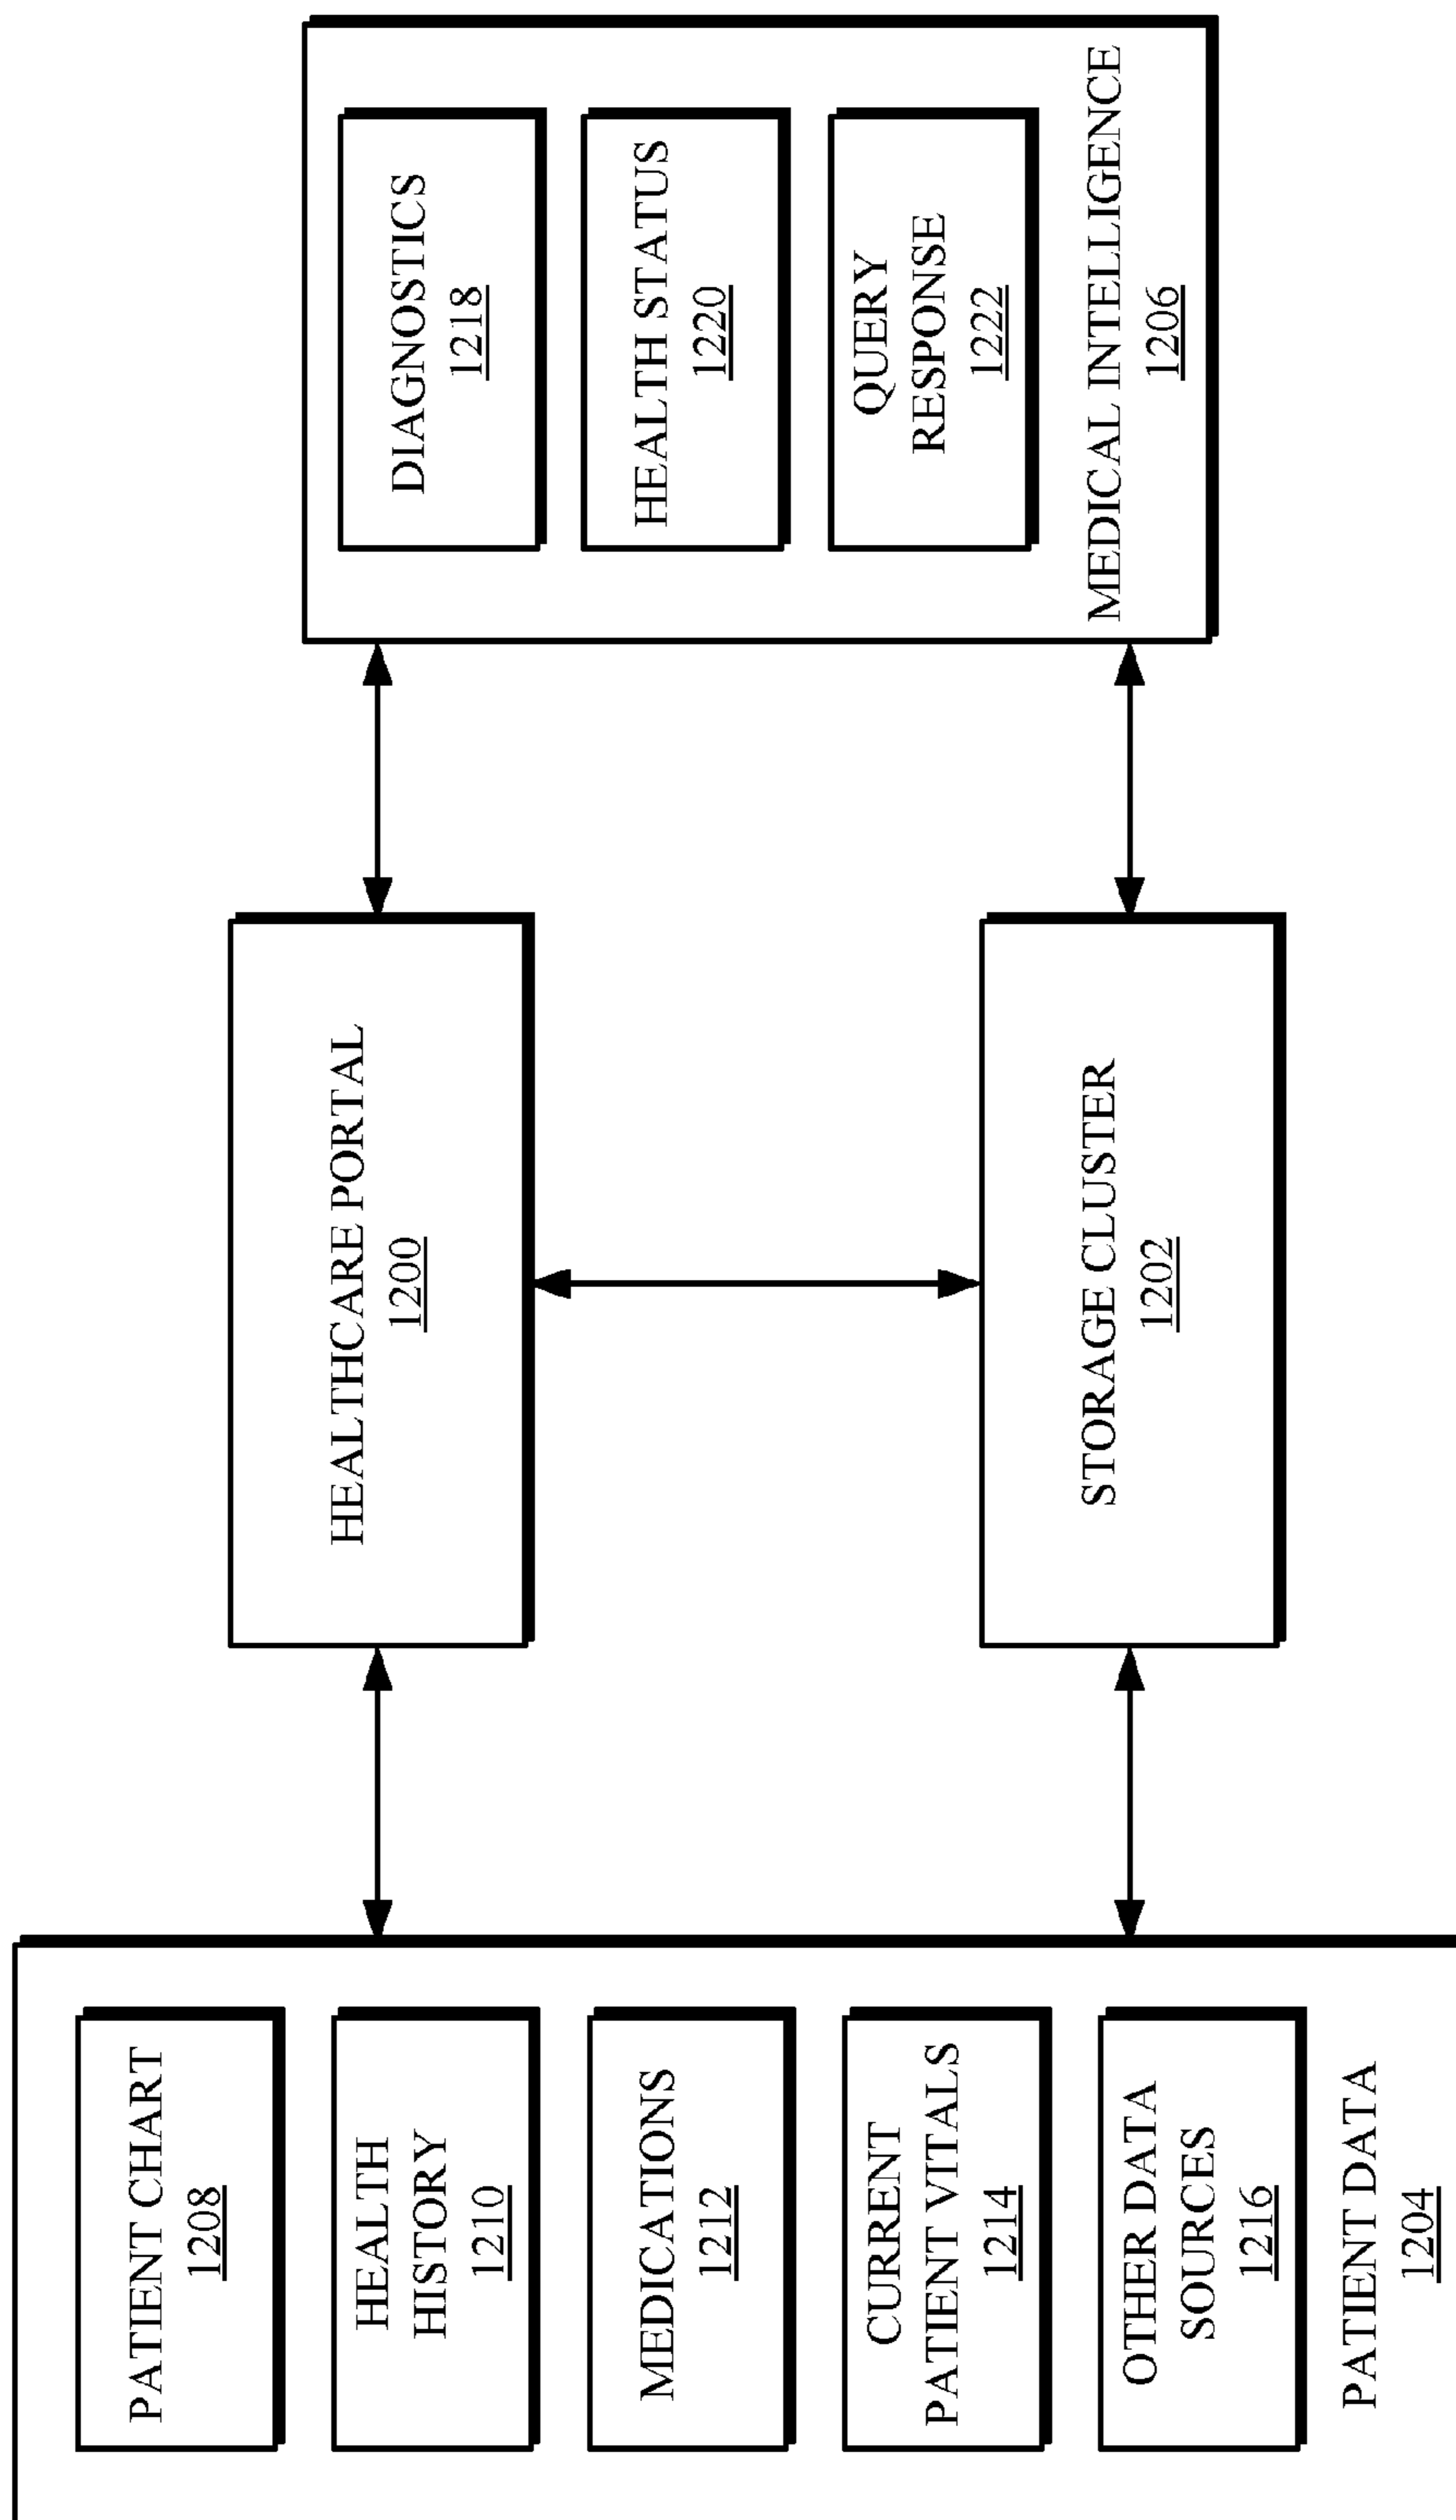 PATIENT CHART
1208
HEALTH
HISTORY
1210
MEDICATIONS
1212
CURRENT
PATIENT VITALS
1214
OTHER DATA
SOURCES
1216
PATIENT DATA
1204
HEALTHCARE PORTAL
1200
STORAGE CLUSTER
1202
DIAGNOSTICS
1218
HEALTH STATUS
1220
QUERY
RESPONSE
1222
MEDICAL INTELLIGENCE
1206